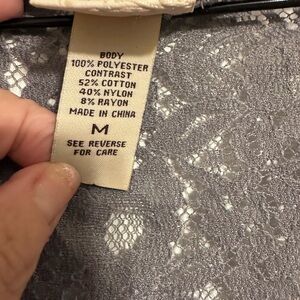 BODY
100% POLYESTER
CONTRAST
52% COTTON
40% NYLON
8% RAYON
MADE IN CHINA
M
SEE REVERSE
FOR CARE